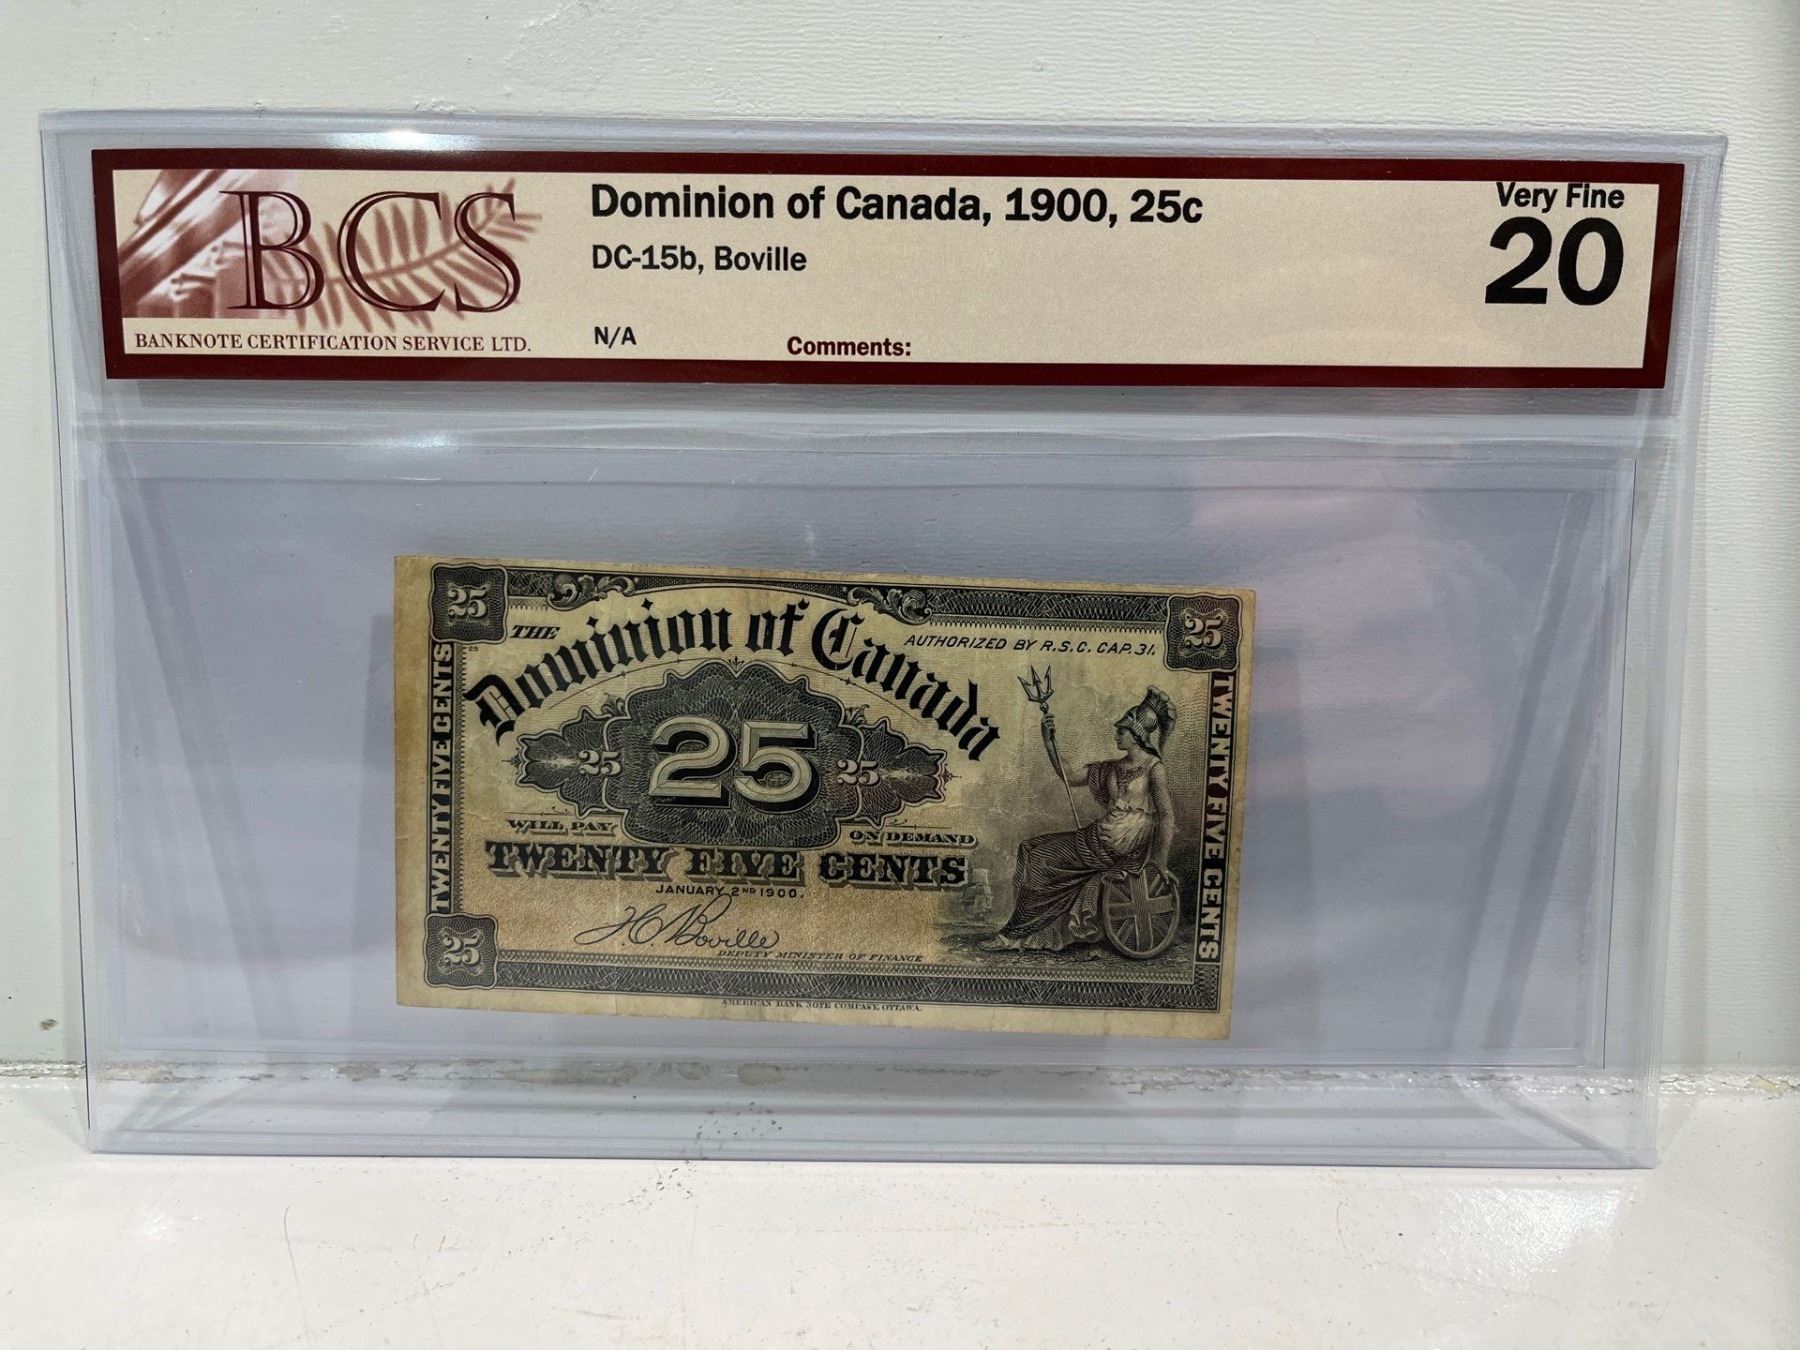 BCS
BANKNOTE CERTIFICATION SERVICE LTD.
Dominion of Canada, 1900, 25c
DC-15b, Boville
N/A
Comments:
Very Fine
20
25
25
THE
Dominion of Canada
AUTHORIZED BY R.S.C. CAP. 31.
25
TWENTY FIVE CENTS
25
25
25
WILL PAY
ON DEMAND
TWENTY FIVE CENTS
JANUARY 2ND 1900.
TWENTY FIVE CENTS
25
H.C. Boville
DEPUTY MINISTER OF FINANCE
AMERICAN BANK NOTE COMPANY, OTTAWA.